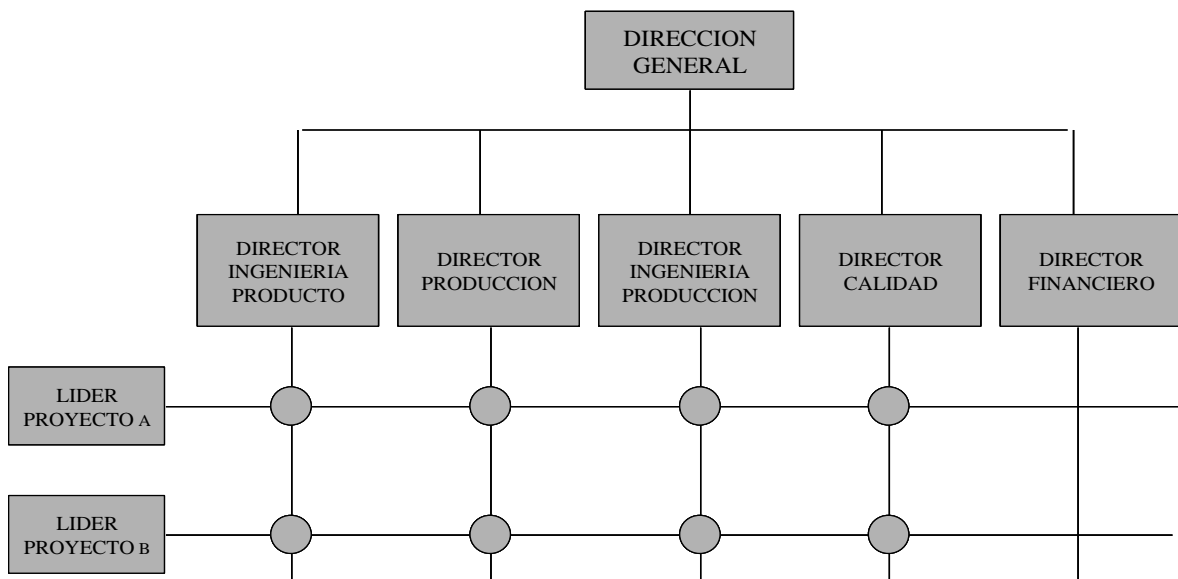 DIRECCION
GENERAL
DIRECTOR
INGENIERIA
PRODUCTO
DIRECTOR
PRODUCCION
DIRECTOR
INGENIERIA
PRODUCCION
DIRECTOR
CALIDAD
DIRECTOR
FINANCIERO
LIDER
PROYECTO A
LIDER
PROYECTO B